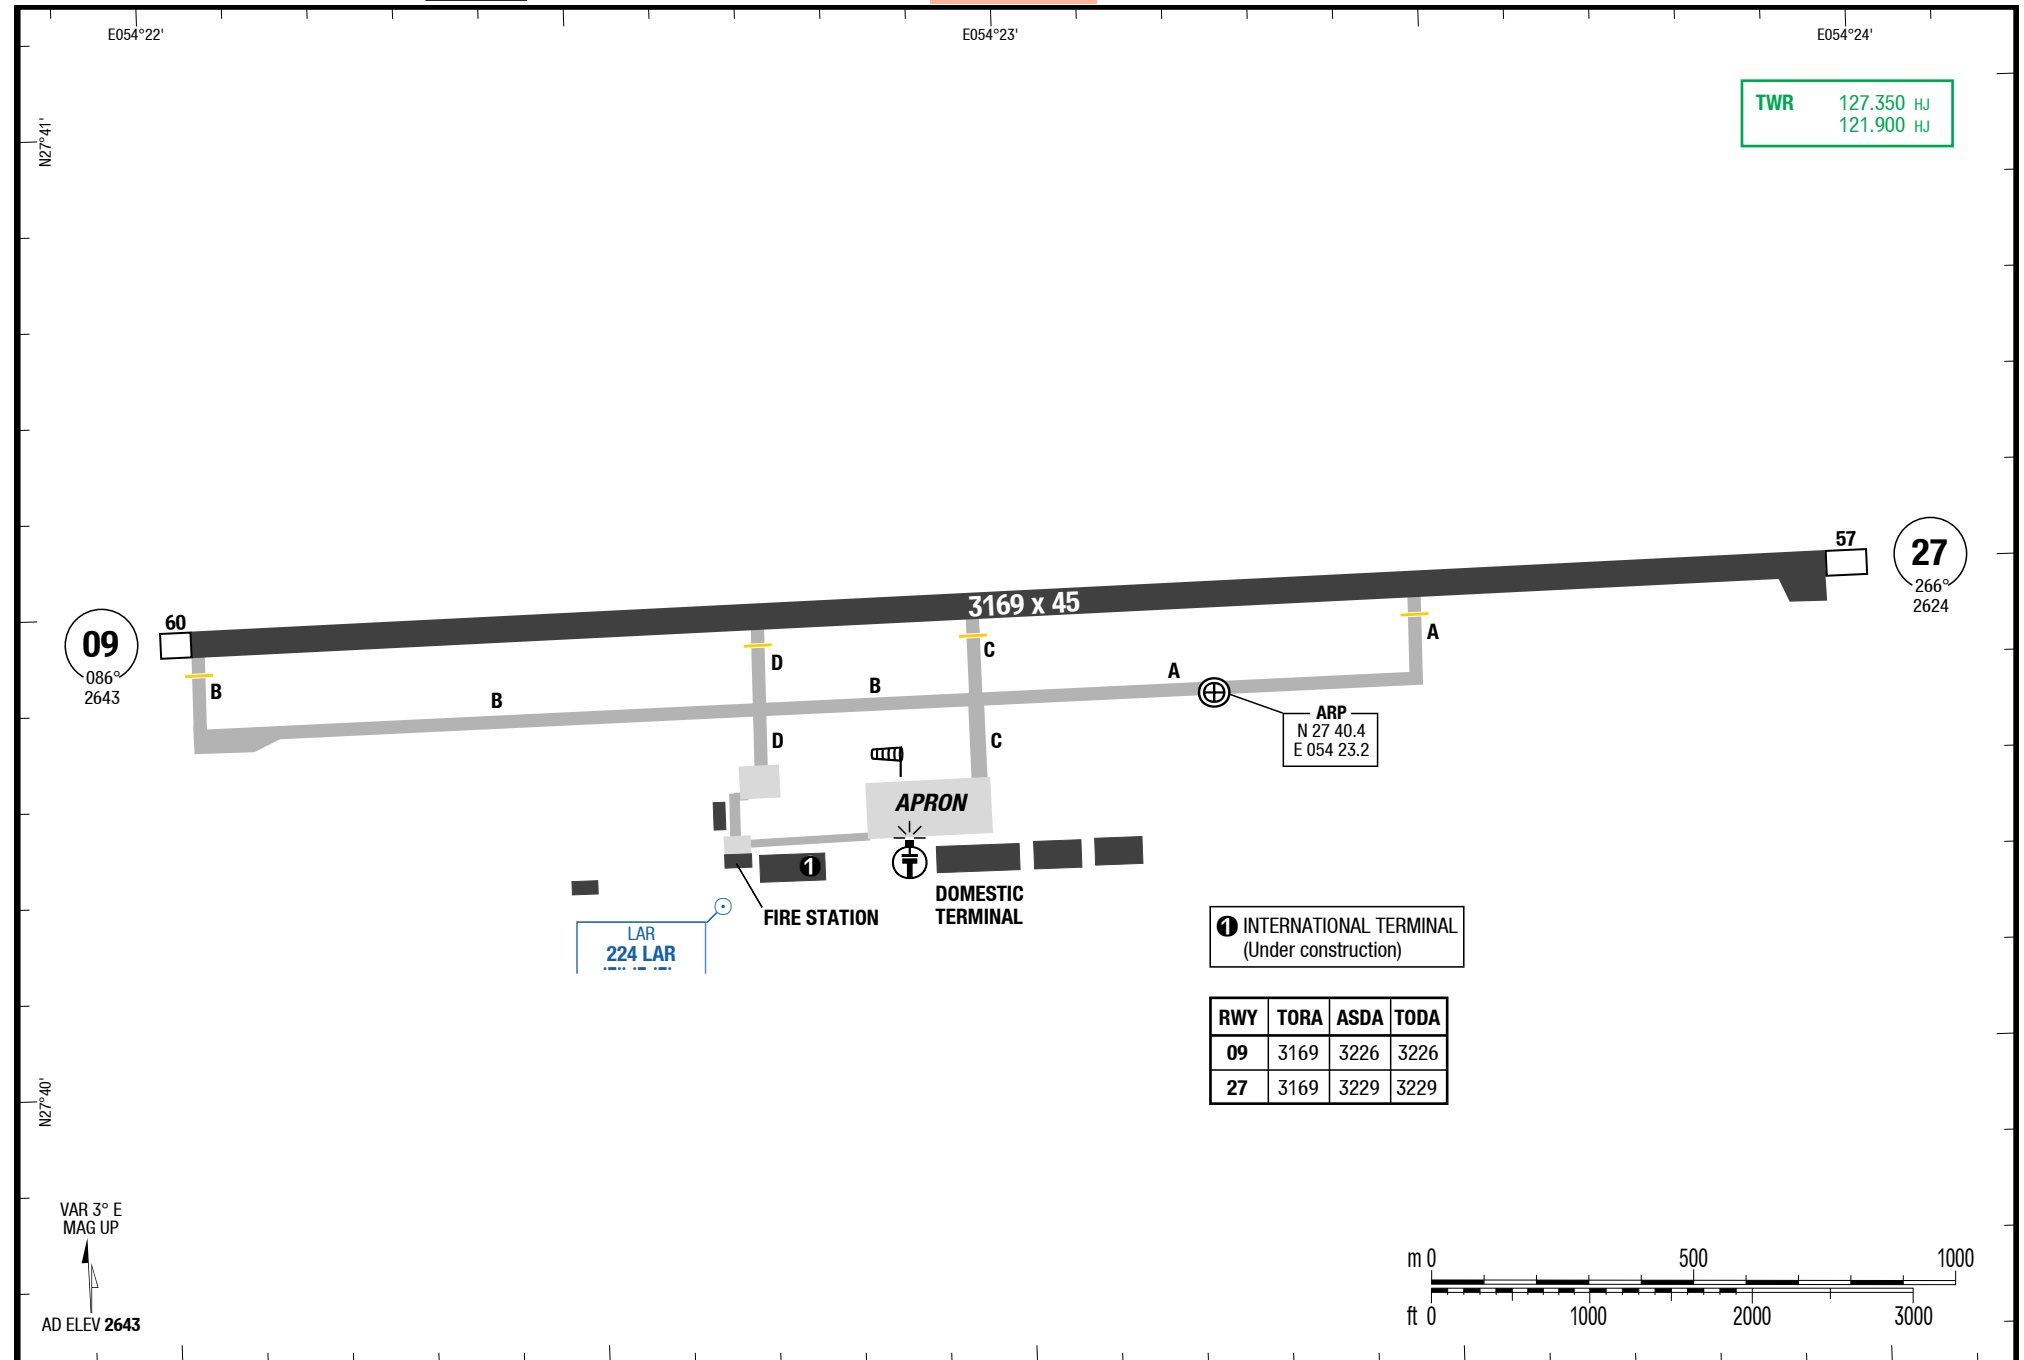 E054°22'
E054°23'
E054°24'
TWR 127.350 HJ
121.900 HJ
N27°41'
57
27
266°
2624
3169 x 45
60
09
086°
2643
B
B
D
B
C
A
A
D
C
ARP
N 27 40.4
E 054 23.2
APRON
1
DOMESTIC
TERMINAL
FIRE STATION
LAR
224 LAR
1 INTERNATIONAL TERMINAL
(Under construction)
RWY TORA ASDA TODA
09 3169 3226 3226
27 3169 3229 3229
N27°40'
VAR 3° E
MAG UP
AD ELEV 2643
m 0 500 1000
ft 0 1000 2000 3000